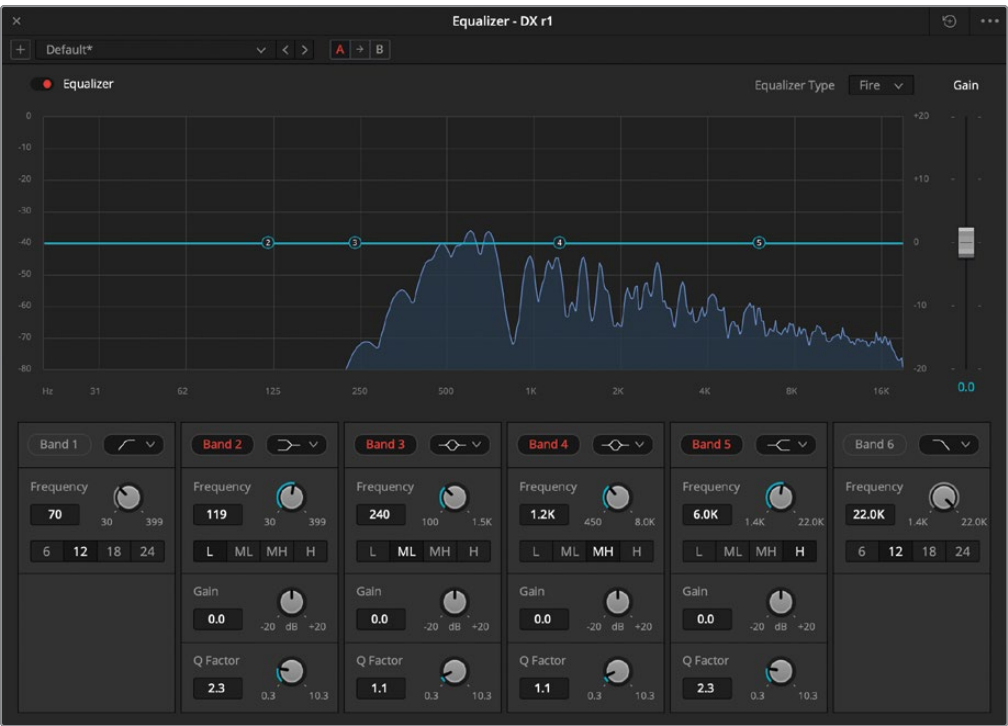 Equalizer - DX r1
Default*
A B
Equalizer
Equalizer Type Fire Gain
0 +20
-10
-20 +10
-30
-40 2 3 4 5 0
-50
-60 -10
-70
-80 -20
Hz 31 62 125 250 500 1K 2K 4K 8K 16K 0.0
Band 1 Band 2 Band 3 Band 4 Band 5 Band 6
Frequency Frequency Frequency Frequency Frequency Frequency
70 30 399 119 30 399 240 100 1.5K 1.2K 450 8.0K 6.0K 1.4K 22.0K 22.0K 1.4K 22.0K
6 12 18 24 L ML MH H L ML MH H L ML MH H L ML MH H 6 12 18 24
Gain Gain Gain Gain
0.0 -20 dB +20 0.0 -20 dB +20 0.0 -20 dB +20 0.0 -20 dB +20
Q Factor Q Factor Q Factor Q Factor
2.3 0.3 10.3 1.1 0.3 10.3 1.1 0.3 10.3 2.3 0.3 10.3